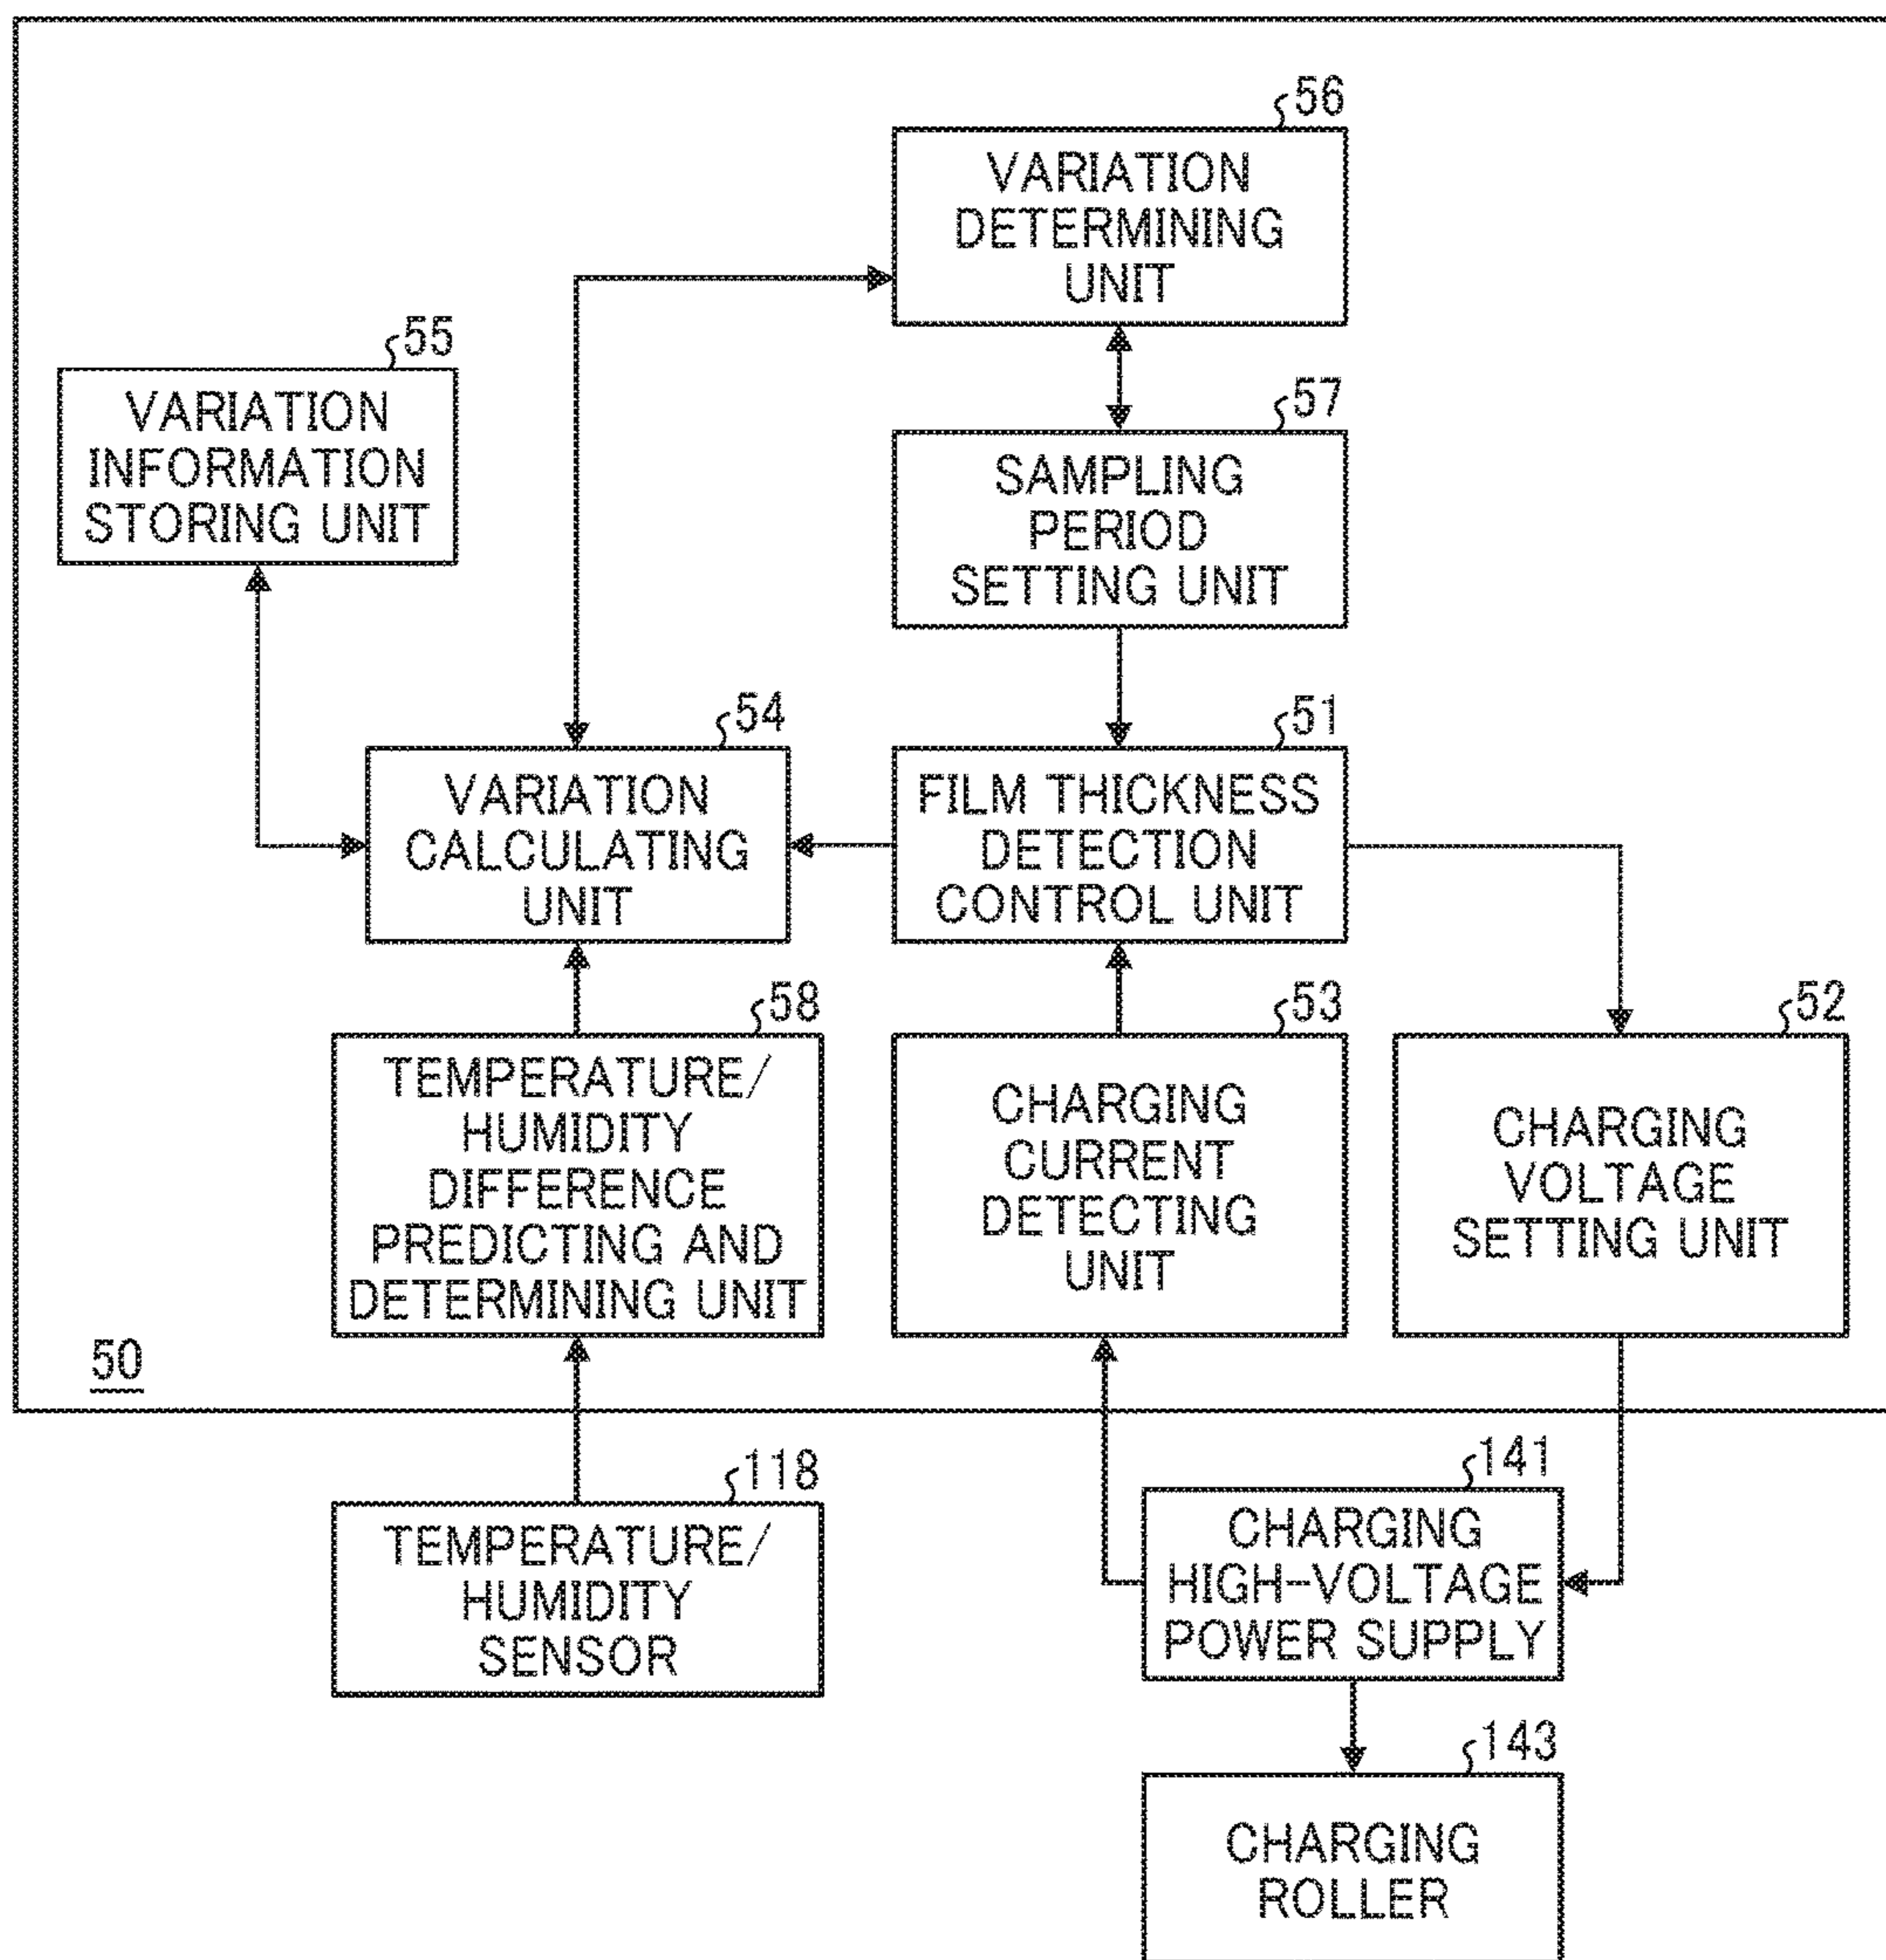 56
VARIATION
DETERMINING
UNIT
55
VARIATION
INFORMATION
STORING UNIT
57
SAMPLING
PERIOD
SETTING UNIT
54
VARIATION
CALCULATING
UNIT
51
FILM THICKNESS
DETECTION
CONTROL UNIT
58
TEMPERATURE/
HUMIDITY
DIFFERENCE
PREDICTING AND
DETERMINING UNIT
53
CHARGING
CURRENT
DETECTING
UNIT
52
CHARGING
VOLTAGE
SETTING UNIT
50
118
TEMPERATURE/
HUMIDITY
SENSOR
141
CHARGING
HIGH-VOLTAGE
POWER SUPPLY
143
CHARGING
ROLLER